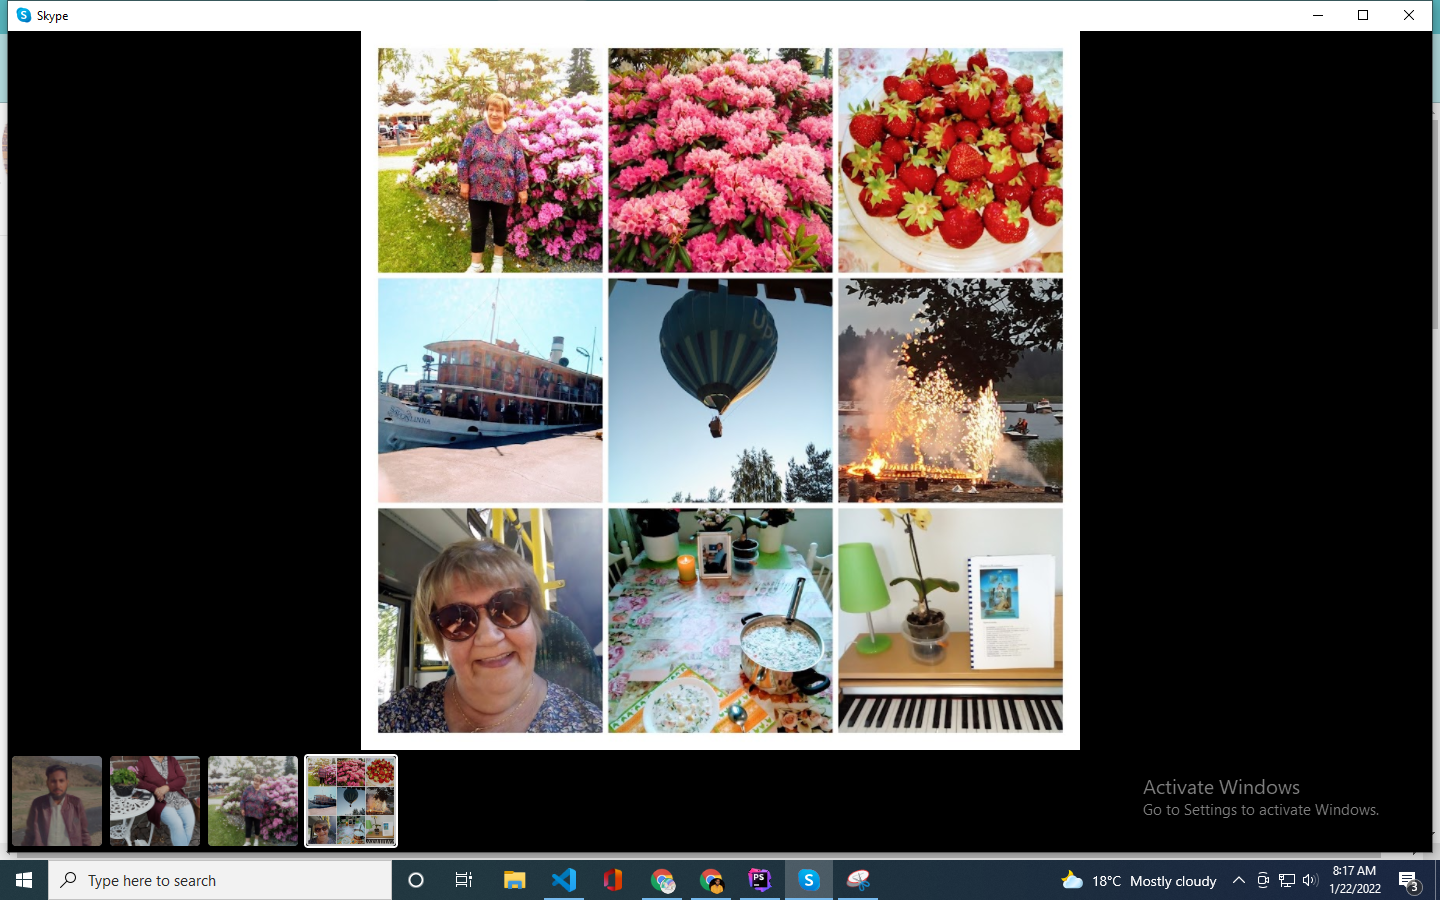 Skype
UP
SAVONLINNA
Activate Windows
Go to Settings to activate Windows.
Type here to search
PS
18°C Mostly cloudy
8:17 AM
1/22/2022
3